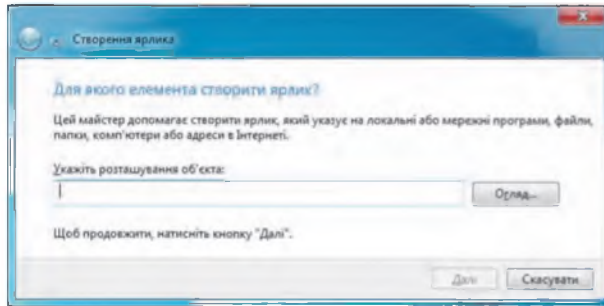 Створення ярлика
Для якого елемента створити ярлик?
Цей майстер допомагає створити ярлик, який указує на локальні або мережні програми, файли,
папки, комп'ютери або адреси в Інтернеті.
Укажіть розташування об'єкта:
Огляд...
Щоб продовжити, натисніть кнопку "Далі".
Далі
Скасувати